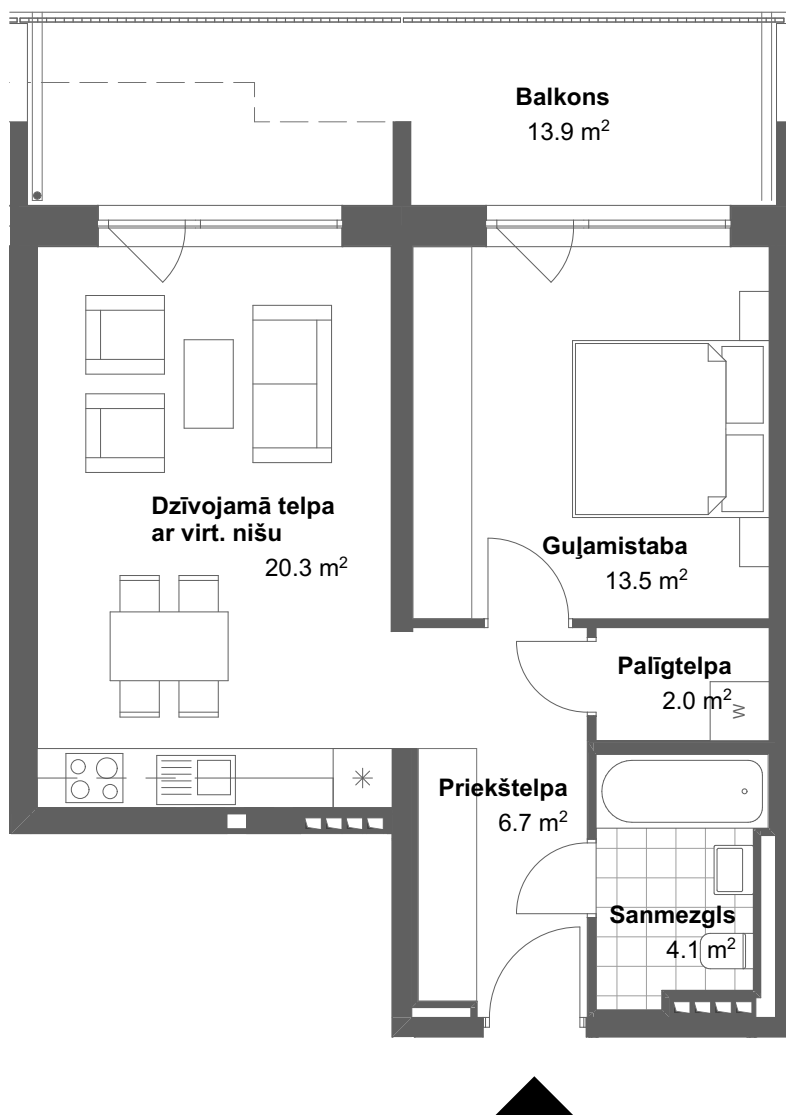 Balkons
13.9 m²
Dzīvojamā telpa
ar virt. nišu
20.3 m²
Guļamistaba
13.5 m²
Palīgtelpa
2.0 m²
W
Priekštelpa
6.7 m²
Sanmezgls
4.1 m²